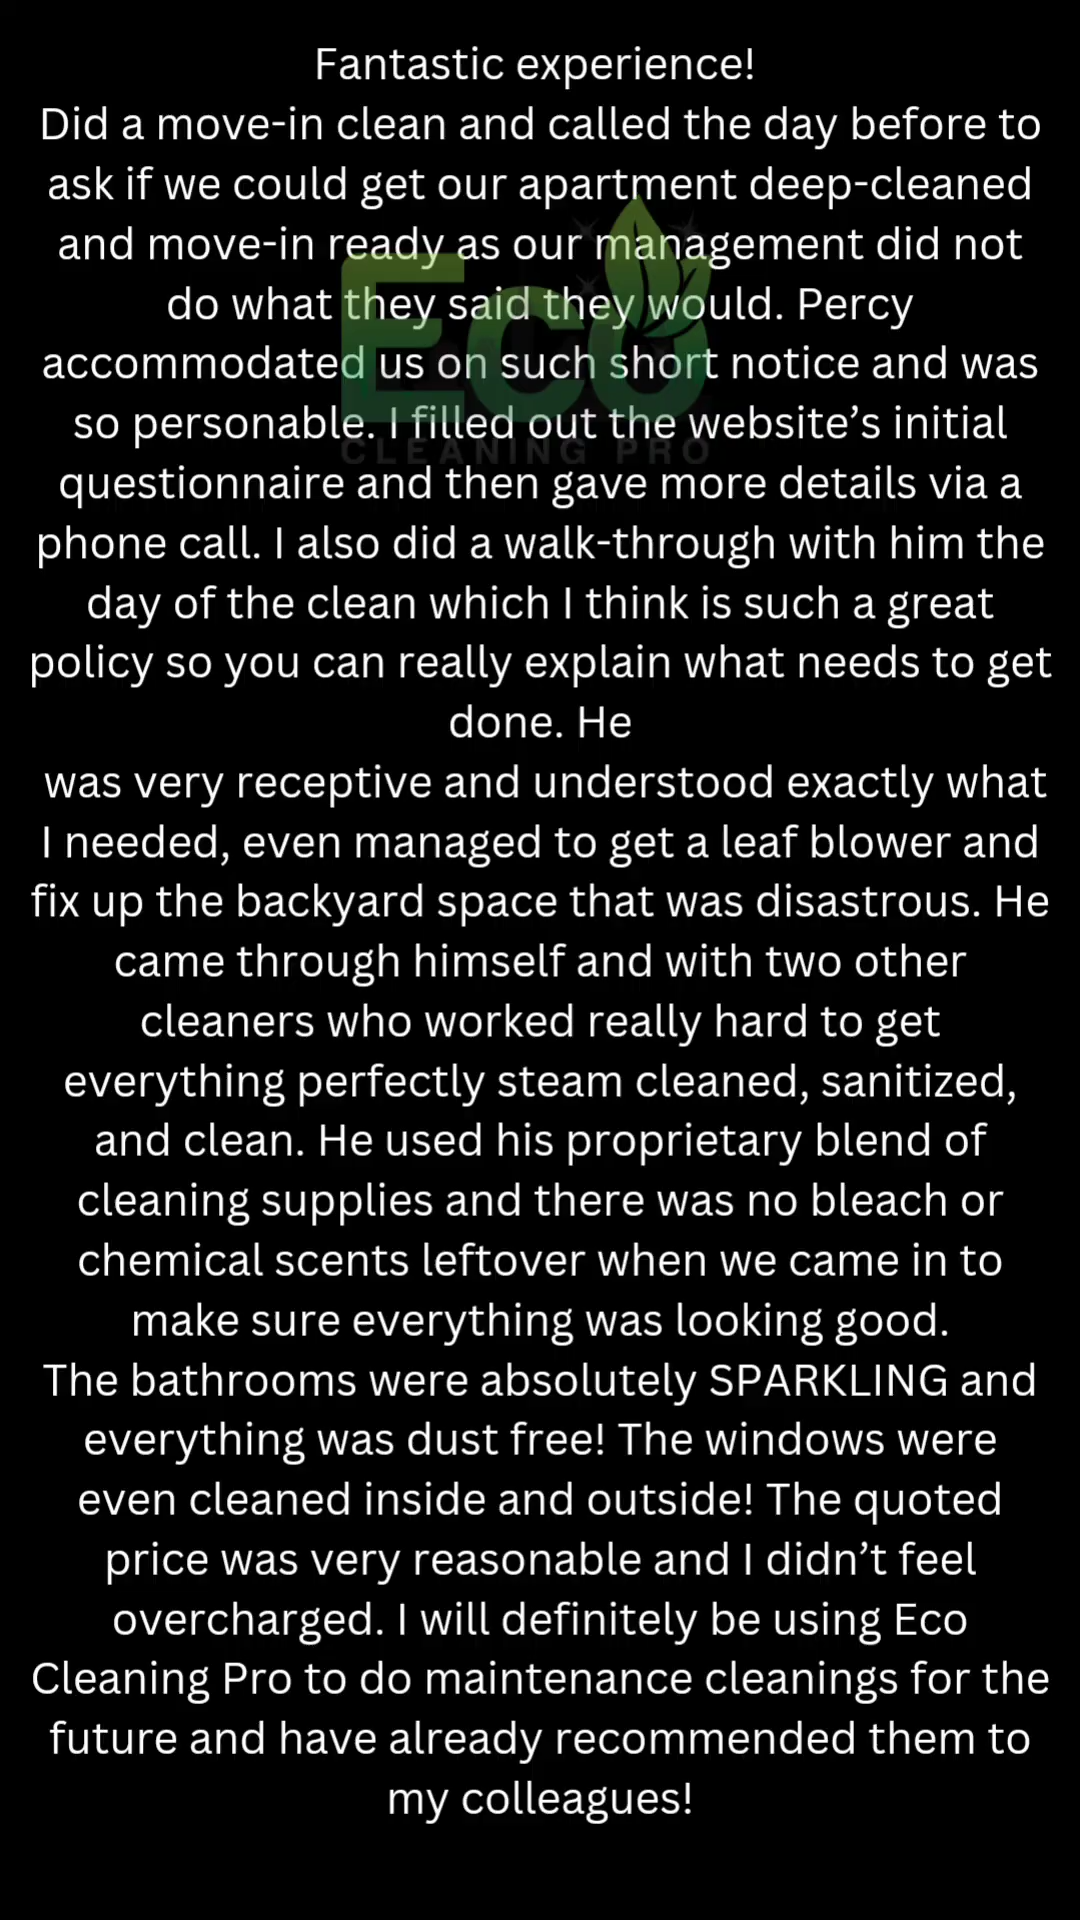 Fantastic experience!
Did a move-in clean and called the day before to
ask if we could get our apartment deep-cleaned
and move-in ready as our management did not
do what they said they would. Percy
accommodated us on such short notice and was
so personable. I filled out the website’s initial
questionnaire and then gave more details via a
phone call. I also did a walk-through with him the
day of the clean which I think is such a great
policy so you can really explain what needs to get
done. He
was very receptive and understood exactly what
I needed, even managed to get a leaf blower and
fix up the backyard space that was disastrous. He
came through himself and with two other
cleaners who worked really hard to get
everything perfectly steam cleaned, sanitized,
and clean. He used his proprietary blend of
cleaning supplies and there was no bleach or
chemical scents leftover when we came in to
make sure everything was looking good.
The bathrooms were absolutely SPARKLING and
everything was dust free! The windows were
even cleaned inside and outside! The quoted
price was very reasonable and I didn’t feel
overcharged. I will definitely be using Eco
Cleaning Pro to do maintenance cleanings for the
future and have already recommended them to
my colleagues!
Eco
CLEANING PRO